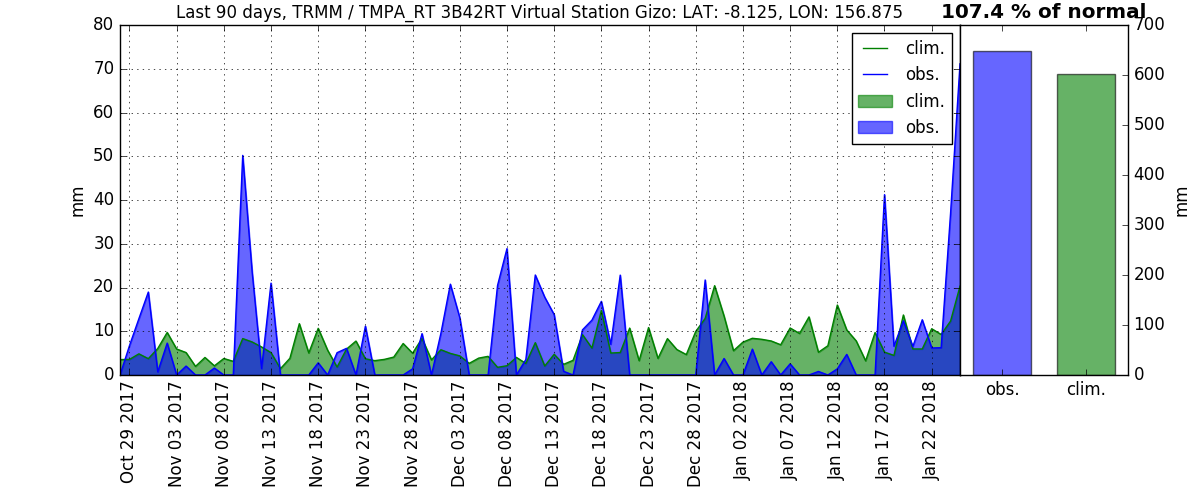 Last 90 days, TRMM / TMPA_RT 3B42RT Virtual Station Gizo: LAT: -8.125, LON: 156.875
107.4 % of normal
80
70
60
50
40
30
20
10
0
mm
clim.
obs.
clim.
obs.
700
600
500
400
300
200
100
0
mm
Oct 29 2017
Nov 03 2017
Nov 08 2017
Nov 13 2017
Nov 18 2017
Nov 23 2017
Nov 28 2017
Dec 03 2017
Dec 08 2017
Dec 13 2017
Dec 18 2017
Dec 23 2017
Dec 28 2017
Jan 02 2018
Jan 07 2018
Jan 12 2018
Jan 17 2018
Jan 22 2018
obs.
clim.